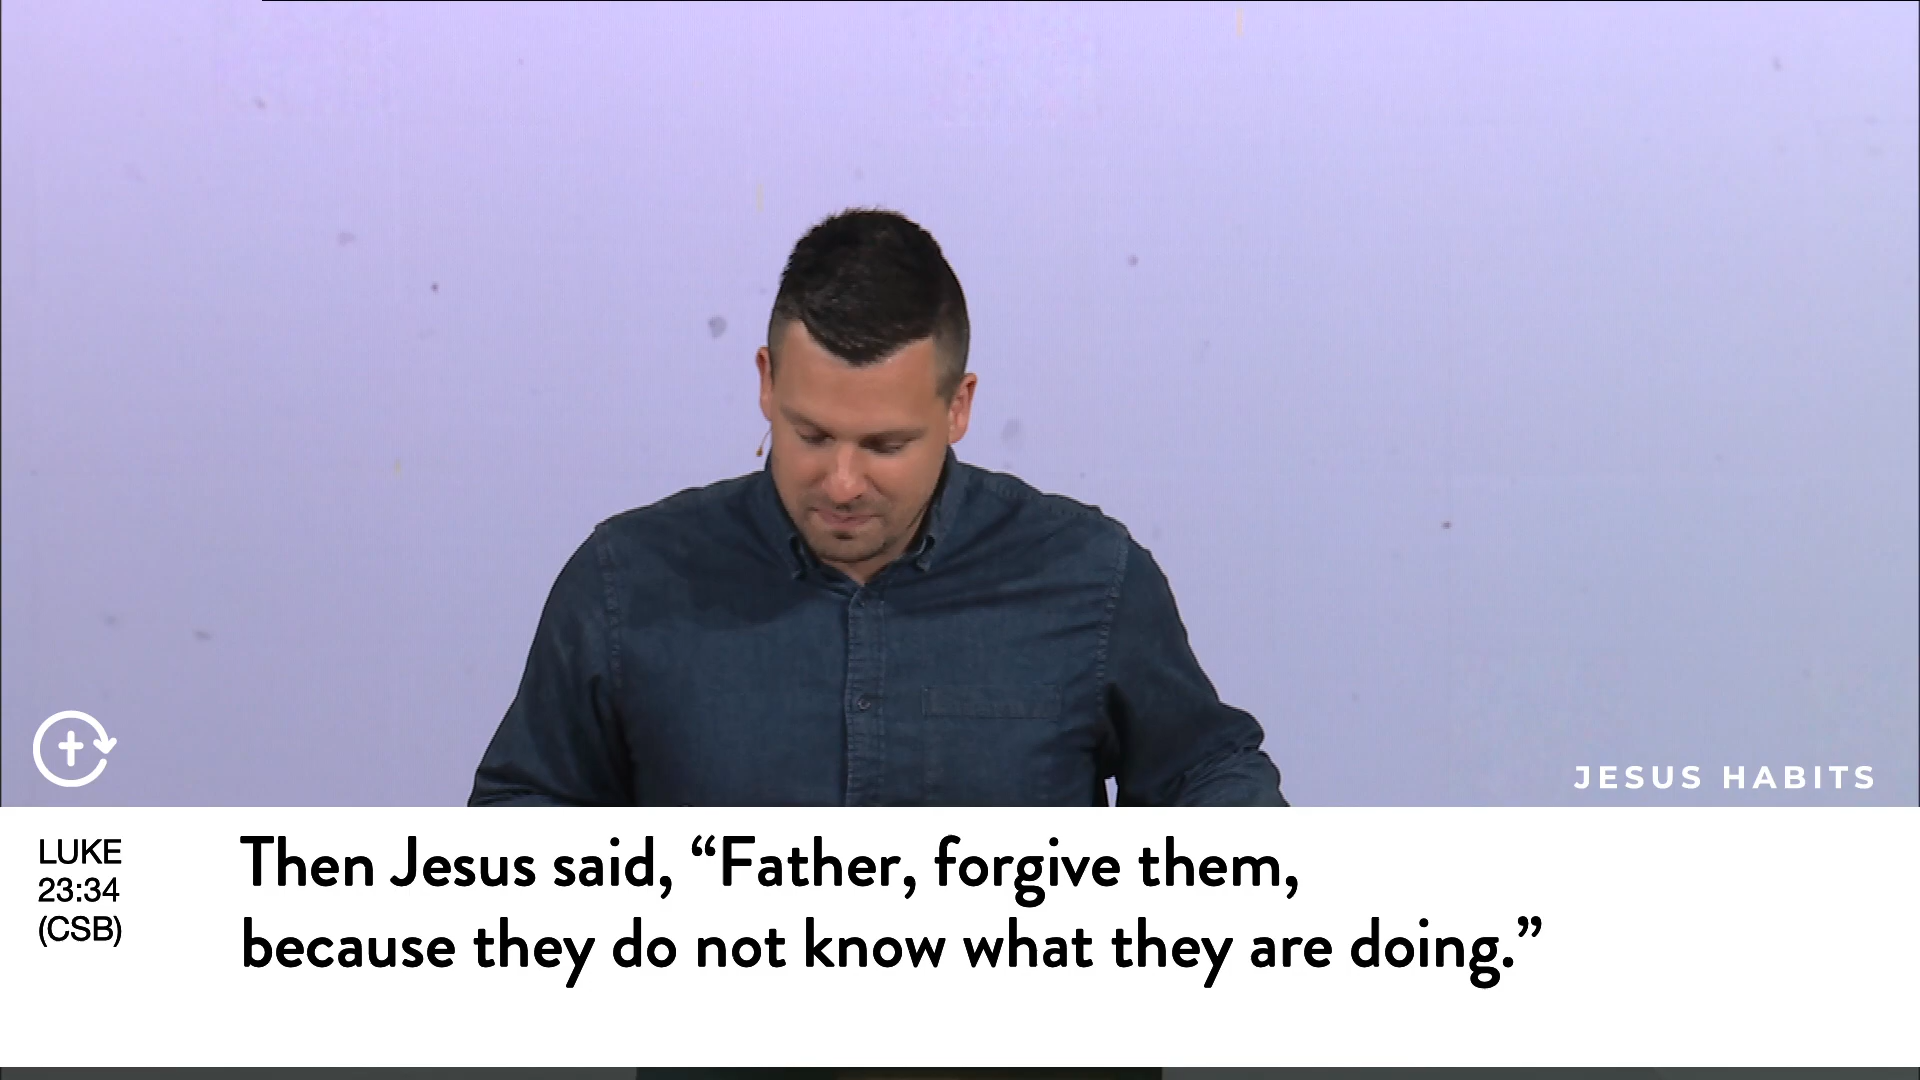 JESUS HABITS
LUKE
23:34
(CSB)
Then Jesus said, “Father, forgive them,
because they do not know what they are doing.”